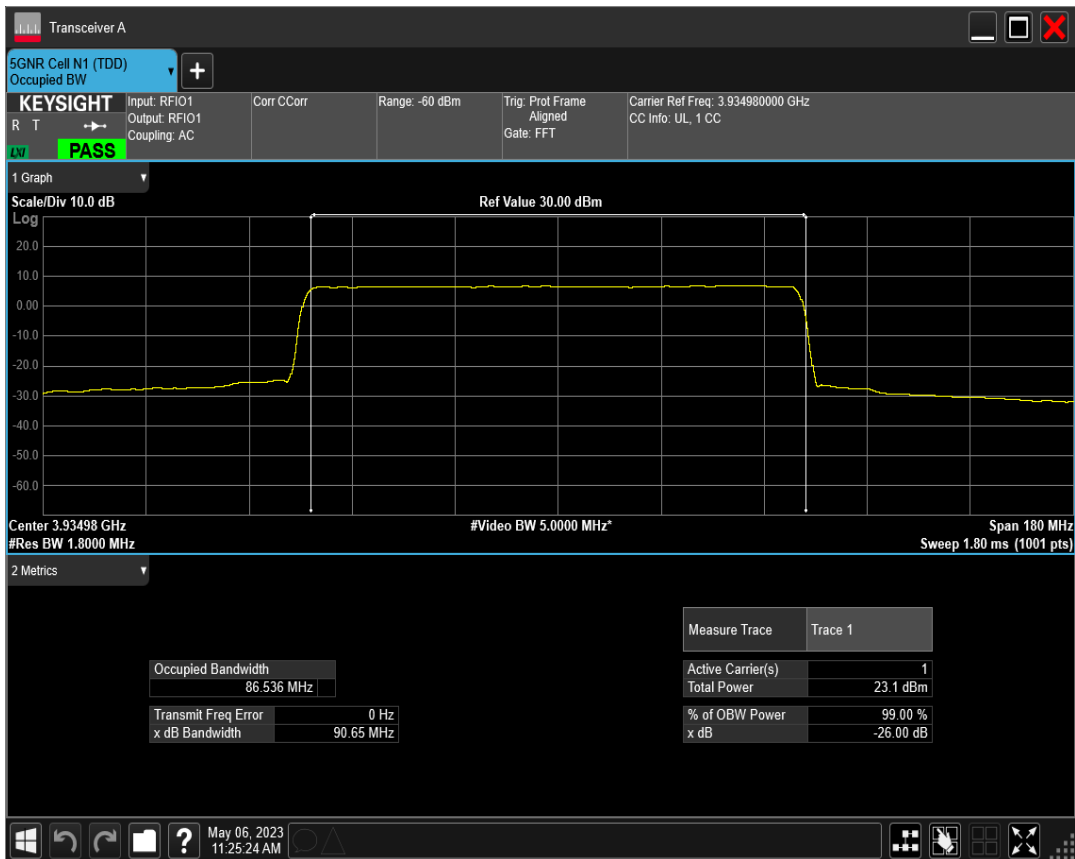 Transceiver A
5GNR Cell N1 (TDD)
Occupied BW
+
KEYSIGHT
R T
LXI
PASS
Input: RFIO1
Output: RFIO1
Coupling: AC
Corr CCorr
Range: -60 dBm
Trig: Prot Frame
Aligned
Gate: FFT
Carrier Ref Freq: 3.934980000 GHz
CC Info: UL, 1 CC
1 Graph
Scale/Div 10.0 dB
Ref Value 30.00 dBm
Log
20.0
10.0
0.00
-10.0
-20.0
-30.0
-40.0
-50.0
-60.0
Center 3.93498 GHz
#Video BW 5.0000 MHz*
Span 180 MHz
#Res BW 1.8000 MHz
Sweep 1.80 ms (1001 pts)
2 Metrics
Measure Trace Trace 1
Occupied Bandwidth
86.536 MHz
Active Carrier(s) 1
Total Power 23.1 dBm
Transmit Freq Error 0 Hz
x dB Bandwidth 90.65 MHz
% of OBW Power 99.00 %
x dB -26.00 dB
?
May 06, 2023
11:25:24 AM